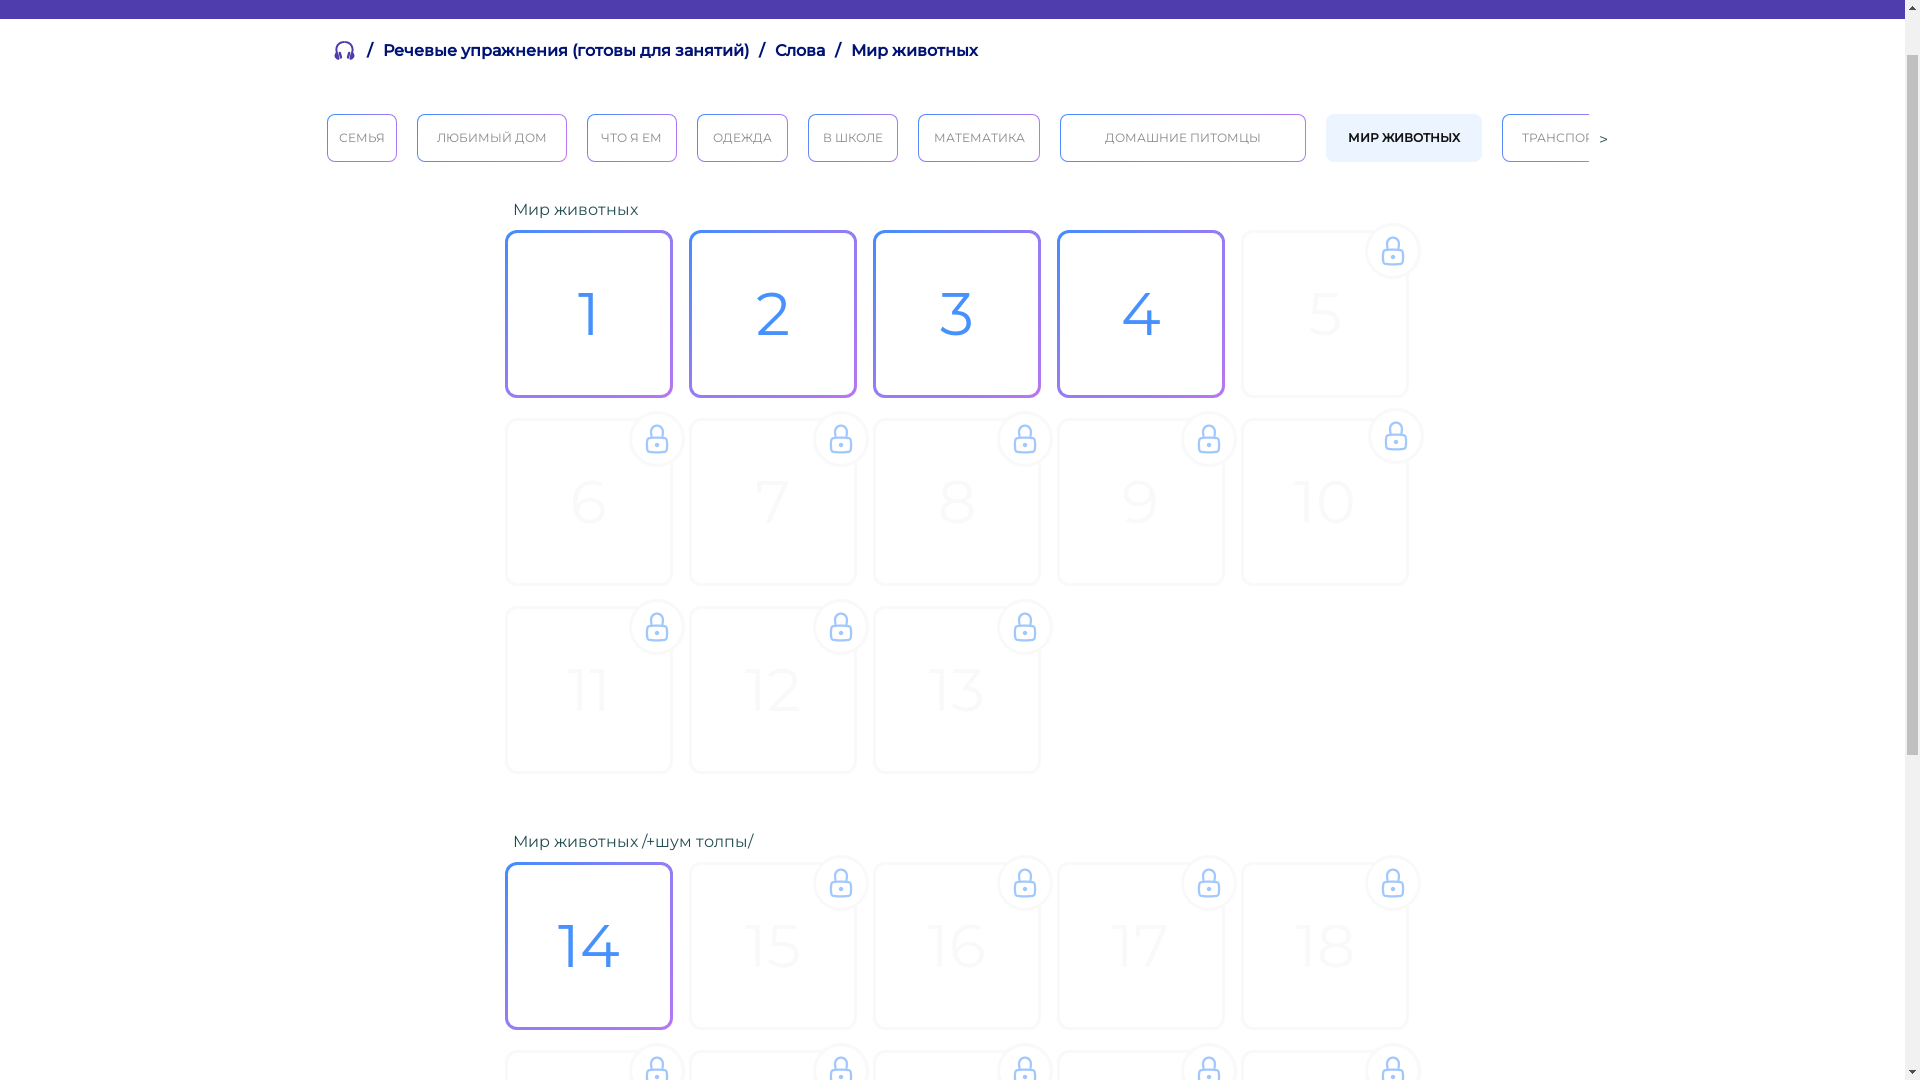 / Речевые упражнения (готовы для занятий) / Слова / Мир животных
СЕМЬЯ ЛЮБИМЫЙ ДОМ ЧТО Я ЕМ ОДЕЖДА В ШКОЛЕ МАТЕМАТИКА ДОМАШНИЕ ПИТОМЦЫ МИР ЖИВОТНЫХ ТРАНСПОР >
Мир животных
1 2 3 4 5
6 7 8 9 10
11 12 13
Мир животных /+шум толпы/
14 15 16 17 18